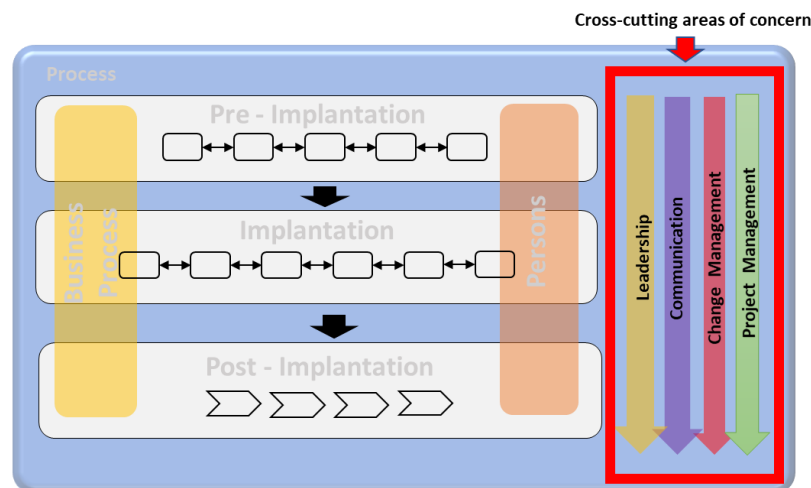 Cross-cutting areas of concern
Process
Pre - Implantation
Implantation
Post - Implantation
Business
Process
Persons
Leadership
Communication
Change Management
Project Management